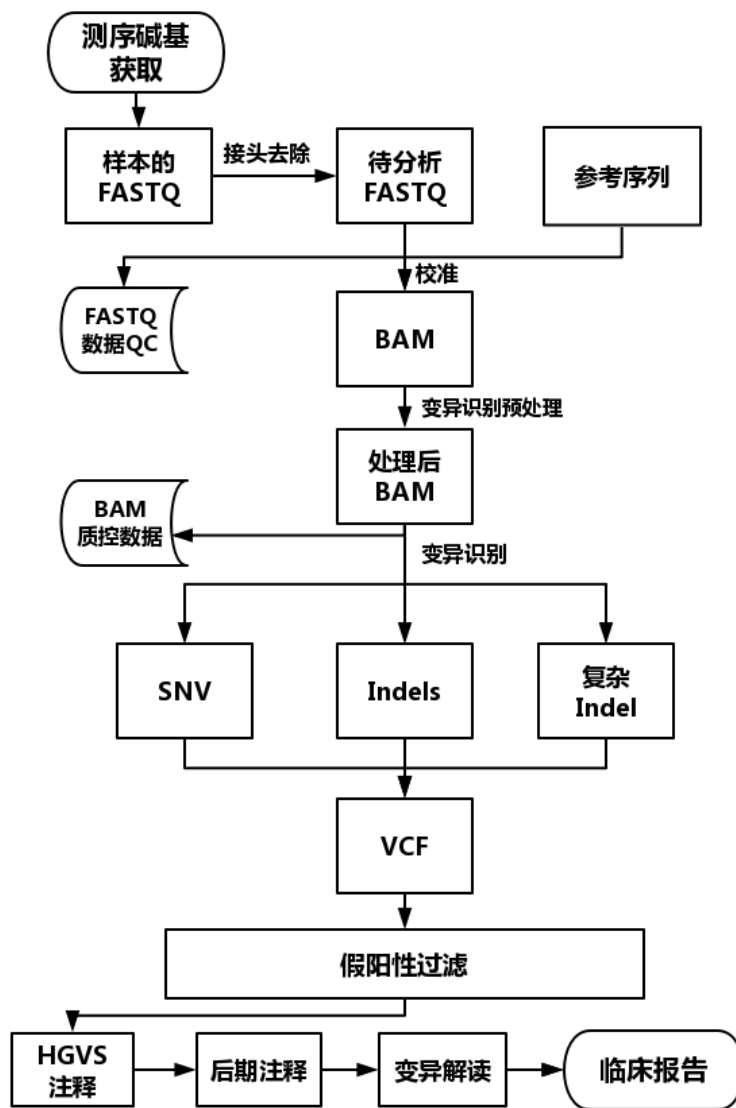 测序碱基
获取
样本的
FASTQ
接头去除
待分析
FASTQ
参考序列
校准
FASTQ
数据QC
BAM
变异识别预处理
处理后
BAM
BAM
质控数据
变异识别
SNV
Indels
复杂
Indel
VCF
假阳性过滤
HGVS
注释
后期注释
变异解读
临床报告